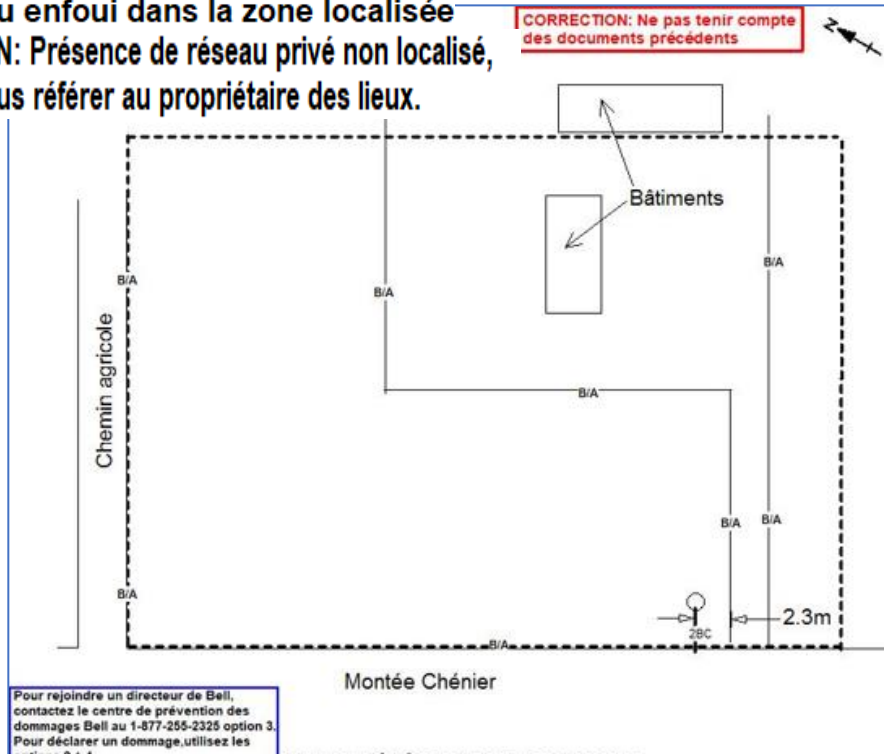 enfoui dans la zone localisée
CORRECTION: Ne pas tenir compte
des documents précédents
N
Présence de réseau privé non localisé,
référer au propriétaire des lieux.
Bâtiments
B/A
B/A
B/A
Chemin agricole
B/A
B/A
B/A
B/A
2.3m
2BC
B/A
Montée Chénier
Pour rejoindre un directeur de Bell,
contactez le centre de prévention des
dommages Bell au 1-877-255-2325 option 3.
Pour déclarer un dommage,utilisez les